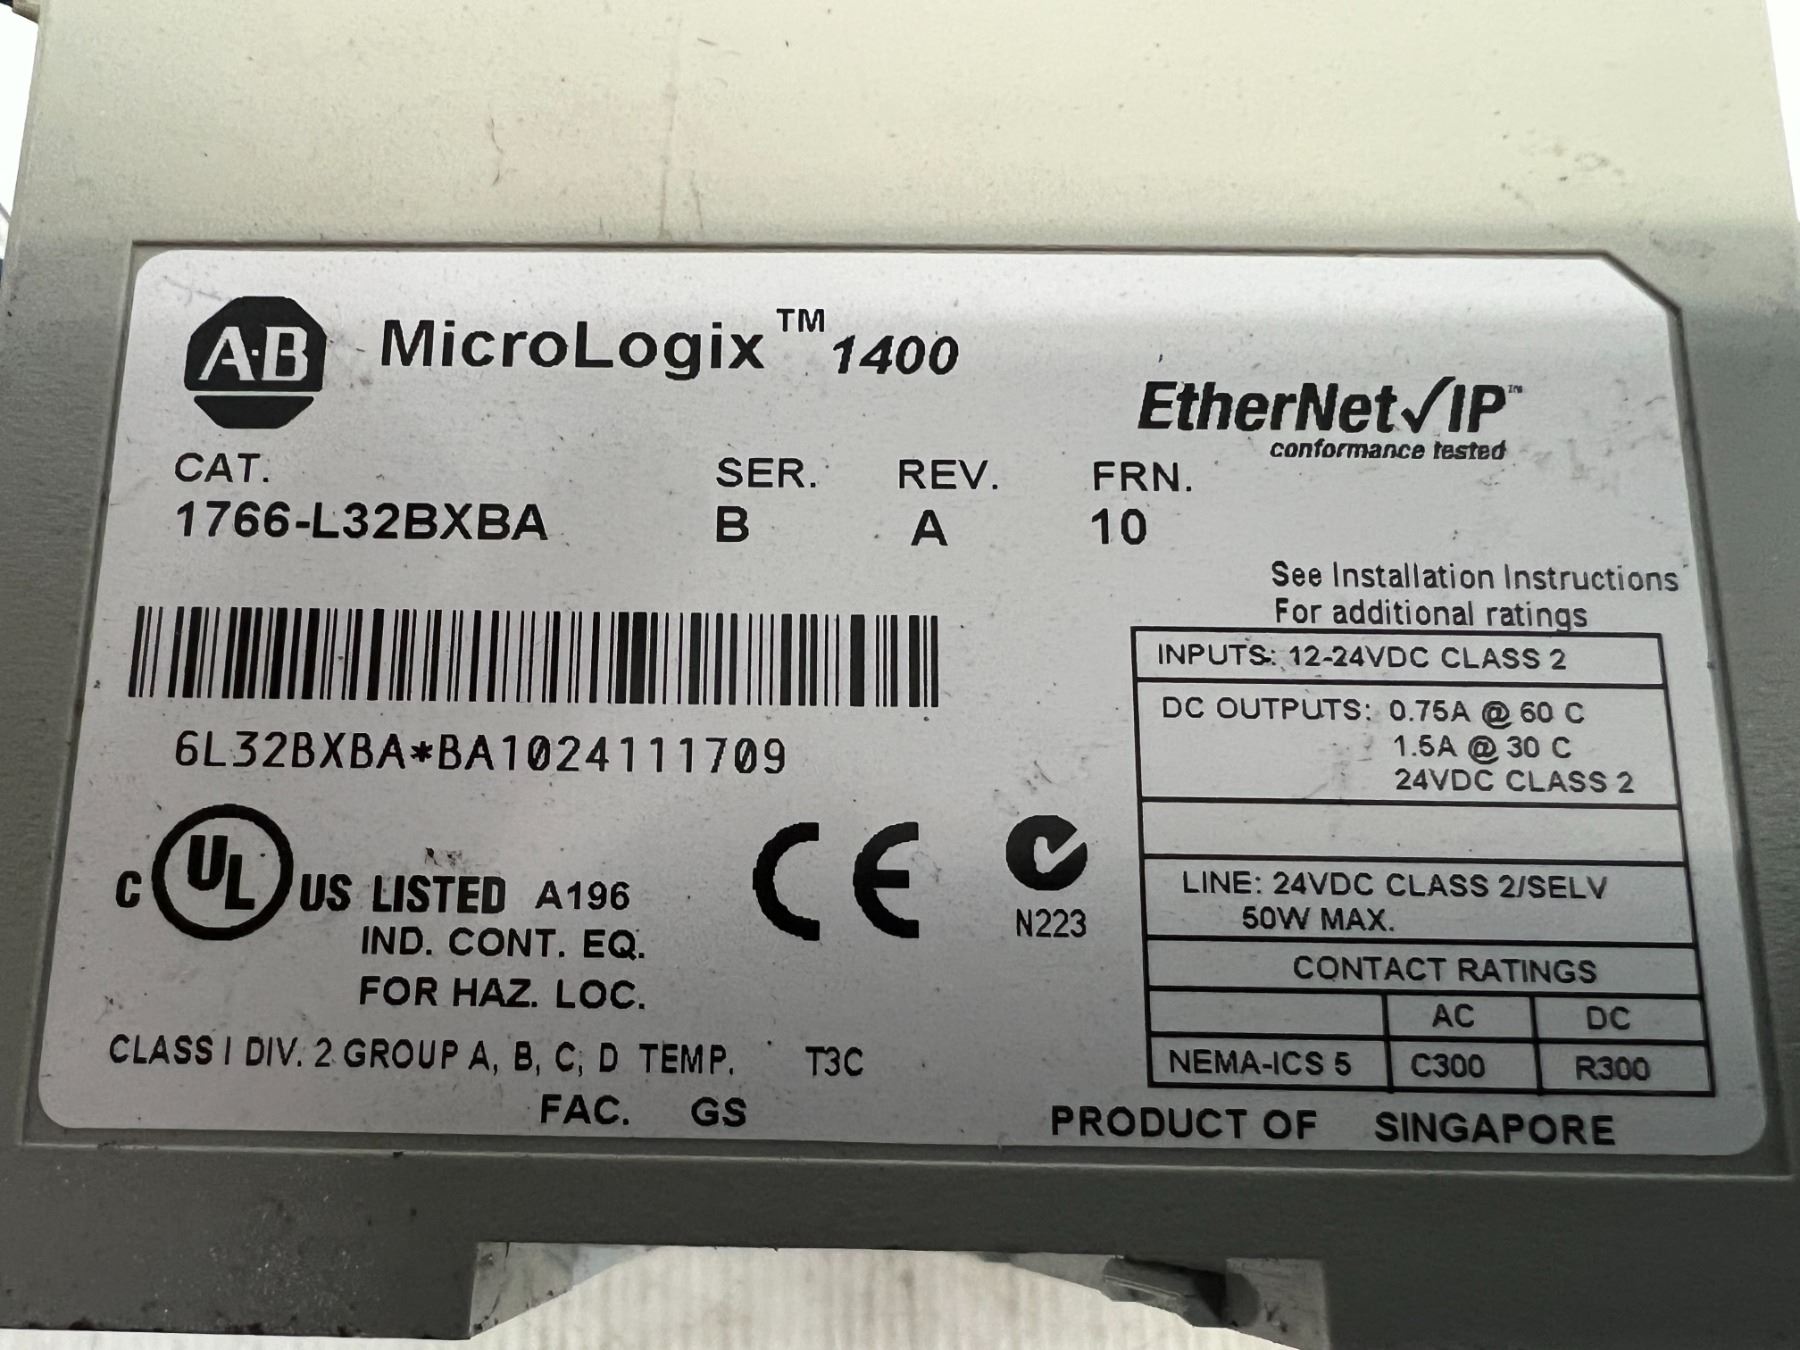 A·B MicroLogix™ 1400
EtherNet/IP™
conformance tested
CAT. SER. REV. FRN.
1766-L32BXBA B A 10
See Installation Instructions
For additional ratings
INPUTS: 12-24VDC CLASS 2
DC OUTPUTS: 0.75A @ 60 C
1.5A @ 30 C
24VDC CLASS 2
6L32BXBA*BA1024111709
C UL US LISTED A196
IND. CONT. EQ.
FOR HAZ. LOC.
CE
N223
LINE: 24VDC CLASS 2/SELV
50W MAX.
CONTACT RATINGS
AC DC
NEMA-ICS 5 C300 R300
CLASS I DIV. 2 GROUP A, B, C, D TEMP. T3C
FAC. GS
PRODUCT OF SINGAPORE